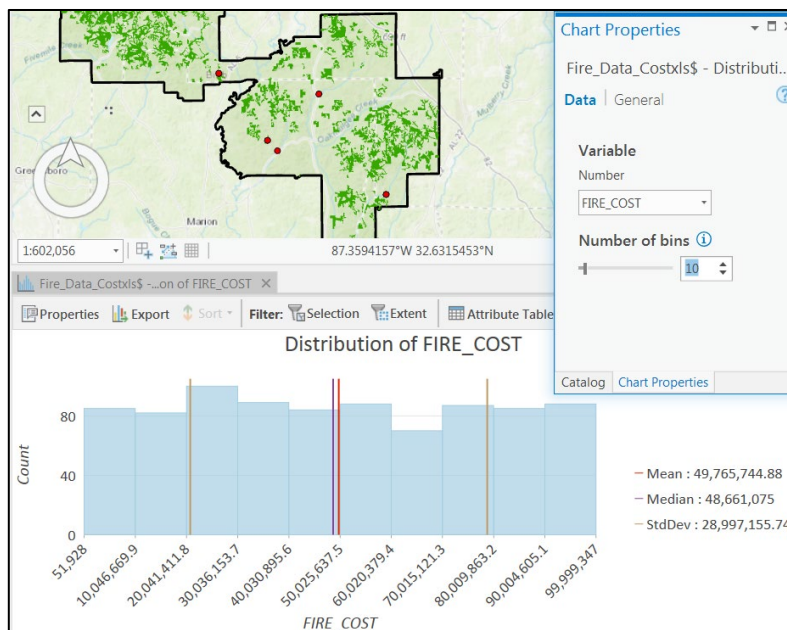 Chart Properties
Fire_Data_Costxls$ - Distributi...
Data | General
Variable
Number
FIRE_COST
Number of bins
10
Catalog
Chart Properties
Marion
1:602,056
87.3594157°W 32.6315453°N
Fire_Data_Costxls$ -...on of FIRE_COST
Properties
Export
Sort
Filter:
Selection
Extent
Attribute Table
Distribution of FIRE_COST
Count
80
40
0
51,928
10,046,669.9
20,041,411.8
30,036,153.7
40,030,895.6
50,025,637.5
60,020,379.4
70,015,121.3
80,009,863.2
90,004,605.1
99,999,347
FIRE_COST
Mean : 49,765,744.88
Median : 48,661,075
StdDev : 28,997,155.74